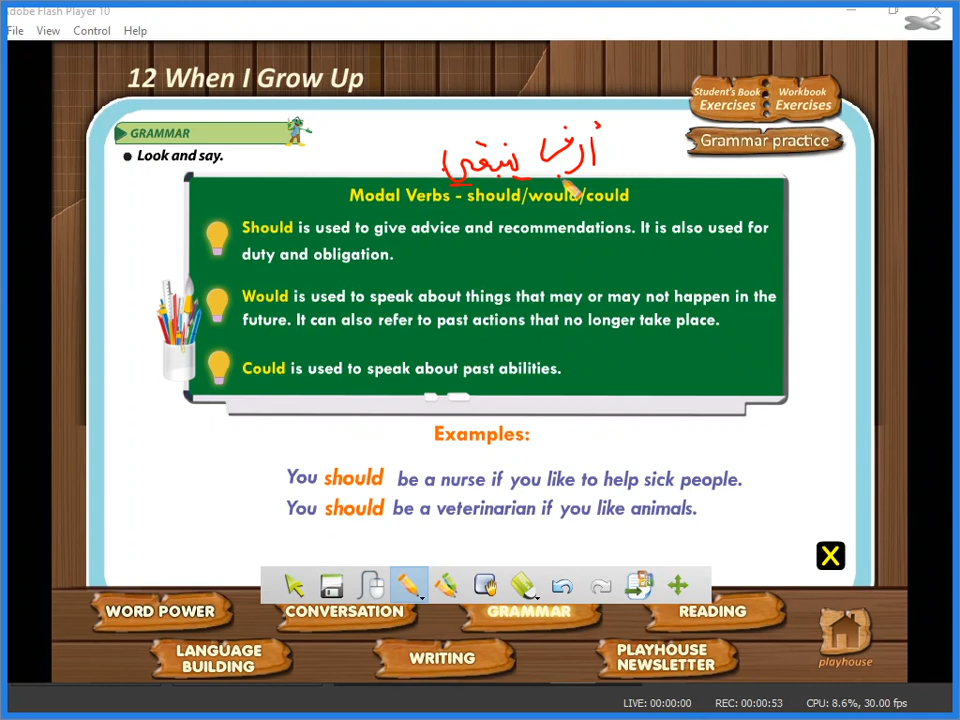 Adobe Flash Player 10
File View Control Help
12 When I Grow Up
Student's Book Exercises
Workbook Exercises
GRAMMAR
Grammar practice
Look and say.
ينبغي
Modal Verbs - should/would/could
Should is used to give advice and recommendations. It is also used for
duty and obligation.
Would is used to speak about things that may or may not happen in the
future. It can also refer to past actions that no longer take place.
Could is used to speak about past abilities.
Examples:
You should be a nurse if you like to help sick people.
You should be a veterinarian if you like animals.
X
WORD POWER
CONVERSATION
GRAMMAR
READING
LANGUAGE BUILDING
WRITING
PLAYHOUSE NEWSLETTER
playhouse
LIVE: 00:00:00 REC: 00:00:53 CPU: 8.6%, 30.00 fps